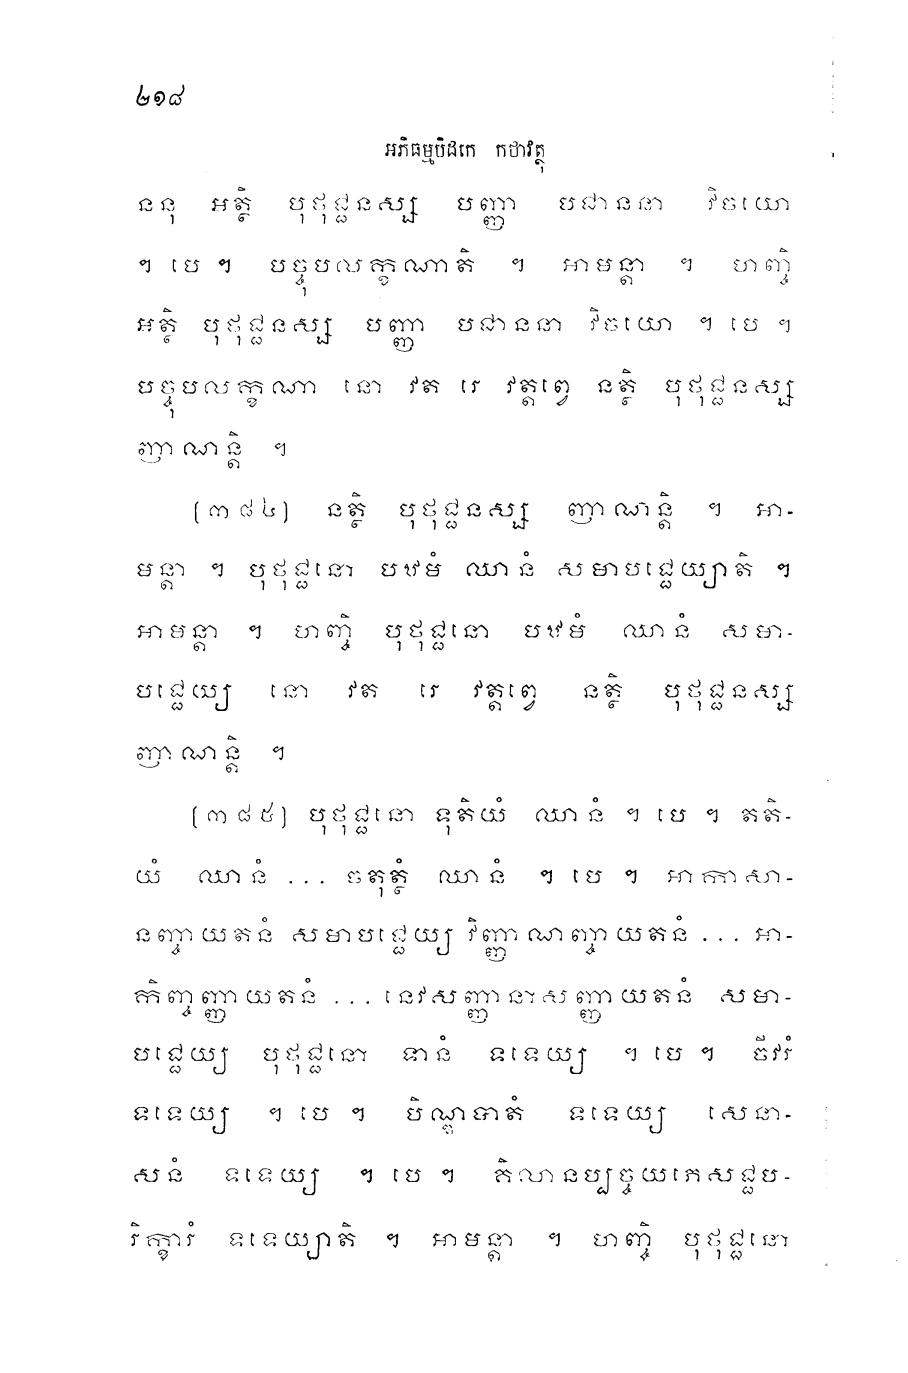 ២១៨
អភិធម្មបិដកេ កថាវត្ថុ
ននុ អត្ថិ បុថុជ្ជនស្ស បញ្ញា បជាននា វិចយោ
។ បេ ។ បច្ចុបលក្ខណាតិ ។ អាមន្តា ។ ហញ្ចិ
អត្ថិ បុថុជ្ជនស្ស បញ្ញា បជាននា វិចយោ ។ បេ ។
បច្ចុបលក្ខណា នោ វត រេ វត្តព្វេ នត្ថិ បុថុជ្ជនស្ស
ញាណន្តិ ។
(៣៨៤) នត្ថិ បុថុជ្ជនស្ស ញាណន្តិ ។ អា-
មន្តា ។ បុថុជ្ជនោ បឋមំ ឈានំ សមាបជ្ជេយ្យាតិ ។
អាមន្តា ។ ហញ្ចិ បុថុជ្ជនោ បឋមំ ឈានំ សមា-
បជ្ជេយ្យ នោ វត រេ វត្តព្វេ នត្ថិ បុថុជ្ជនស្ស
ញាណន្តិ ។
(៣៨៥) បុថុជ្ជនោ ទុតិយំ ឈានំ ។ បេ ។ តតិ-
យំ ឈានំ ... ចតុត្ថំ ឈានំ ។ បេ ។ អាកាសា-
នញ្ចាយតនំ សមាបជ្ជេយ្យ វិញ្ញាណញ្ចាយតនំ ... អា-
កិញ្ចញ្ញាយតនំ ... នេវសញ្ញានាសញ្ញាយតនំ សមា-
បជ្ជេយ្យ បុថុជ្ជនោ ទានំ ទទេយ្យ ។ បេ ។ ចីវរំ
ទទេយ្យ ។ បេ ។ បិណ្ឌបាតំ ទទេយ្យ សេនា-
សនំ ទទេយ្យ ។ បេ ។ គិលានប្បច្ចយភេសជ្ជប-
រិក្ខារំ ទទេយ្យាតិ ។ អាមន្តា ។ ហញ្ចិ បុថុជ្ជនោ